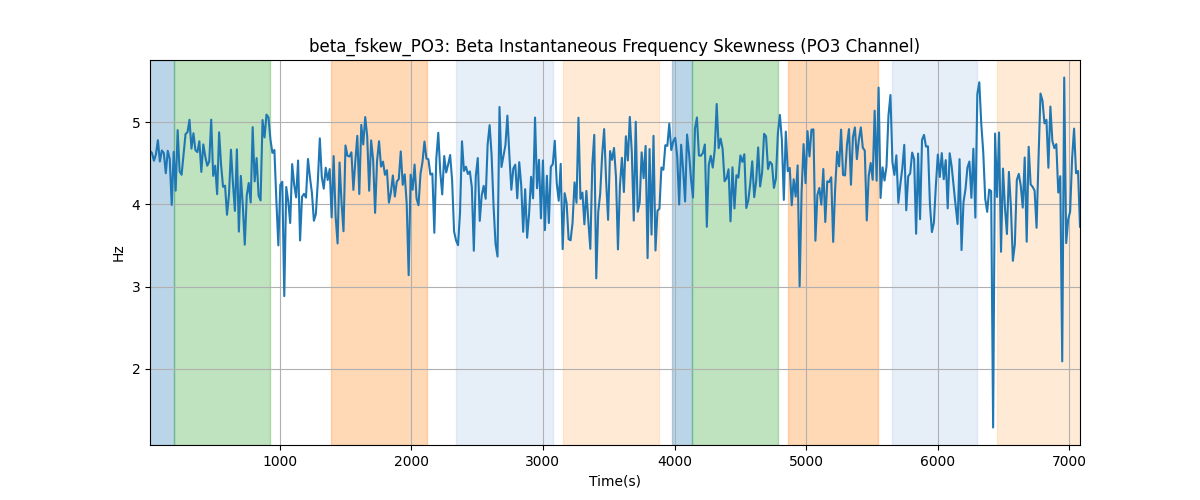 beta_fskew_PO3: Beta Instantaneous Frequency Skewness (PO3 Channel)
5
4
3
2
Hz
1000 2000 3000 4000 5000 6000 7000
Time(s)